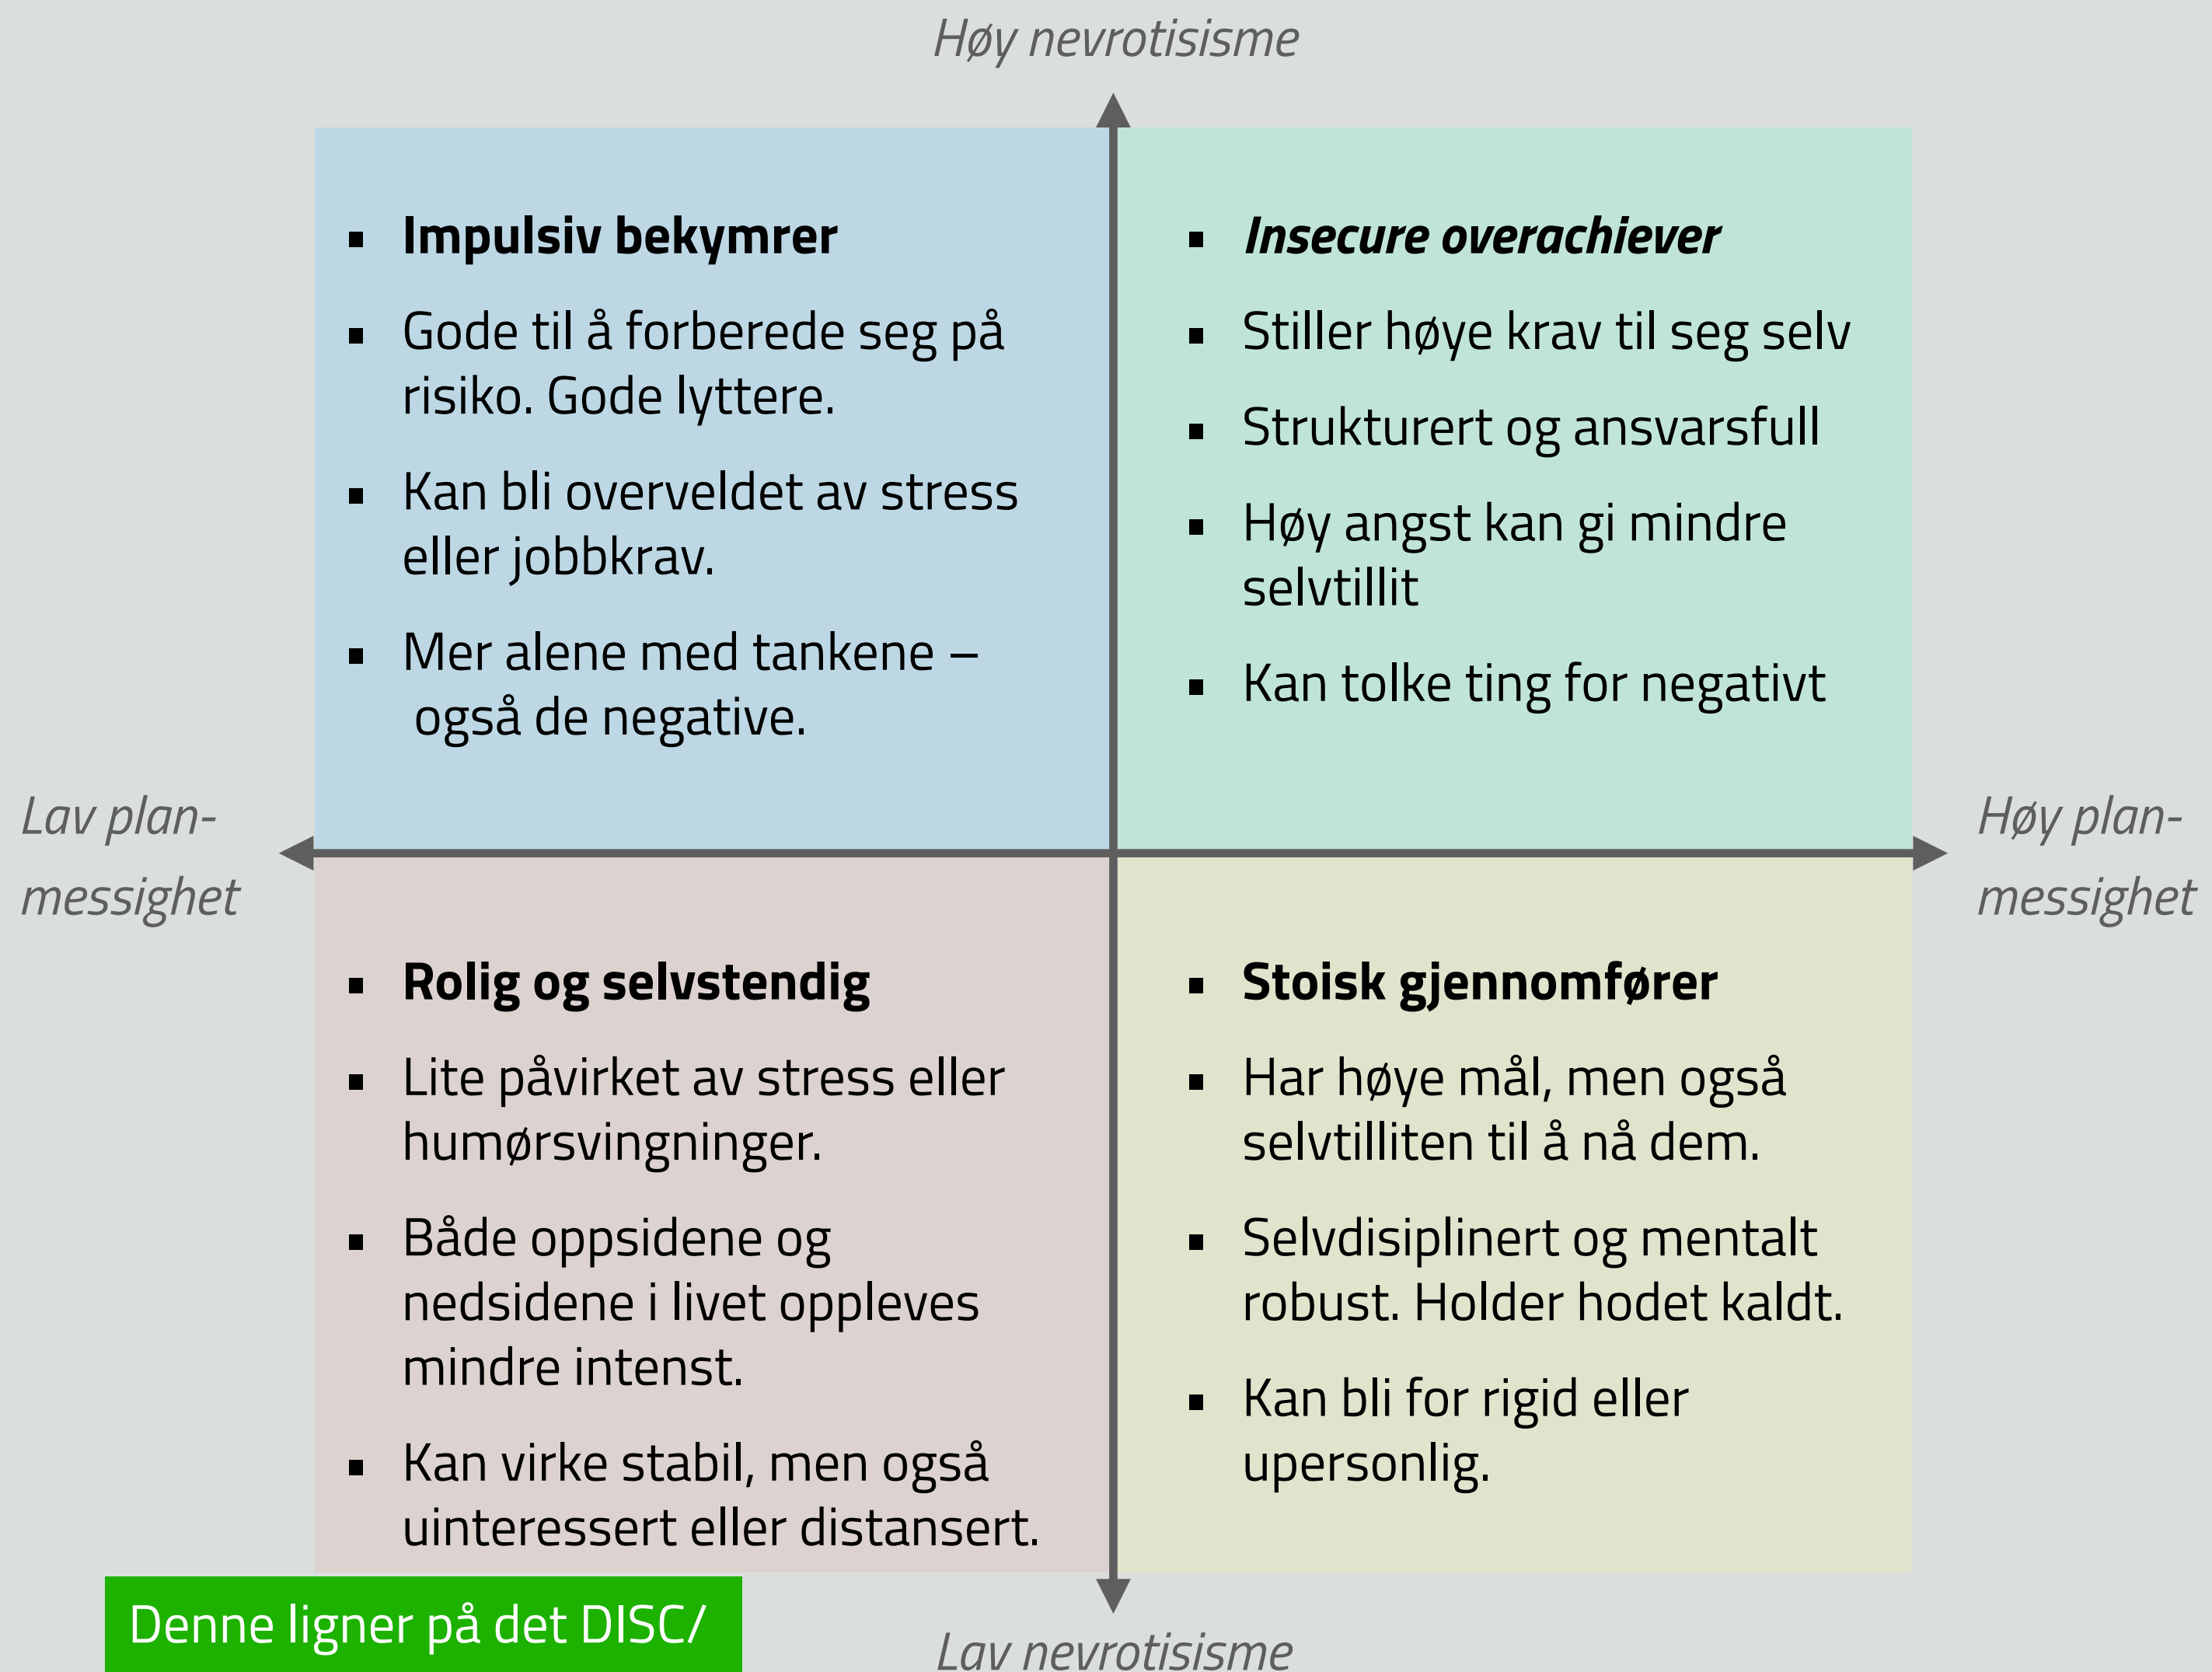 Høy nevrotisisme
▪ Impulsiv bekymrer
▪ Gode til å forberede seg på
risiko. Gode lyttere.
▪ Kan bli overveldet av stress
eller jobbkrav.
▪ Mer alene med tankene –
også de negative.
▪ Insecure overachiever
▪ Stiller høye krav til seg selv
▪ Strukturert og ansvarsfull
▪ Høy angst kan gi mindre
selvtillit
▪ Kan tolke ting for negativt
Lav plan-
messighet
Høy plan-
messighet
▪ Rolig og selvstendig
▪ Lite påvirket av stress eller
humørsvingninger.
▪ Både oppsidene og
nedsidene i livet oppleves
mindre intenst.
▪ Kan virke stabil, men også
uinteressert eller distansert.
▪ Stoisk gjennomfører
▪ Har høye mål, men også
selvtilliten til å nå dem.
▪ Selvdisiplinert og mentalt
robust. Holder hodet kaldt.
▪ Kan bli for rigid eller
upersonlig.
Denne ligner på det DISC/
Lav nevrotisisme